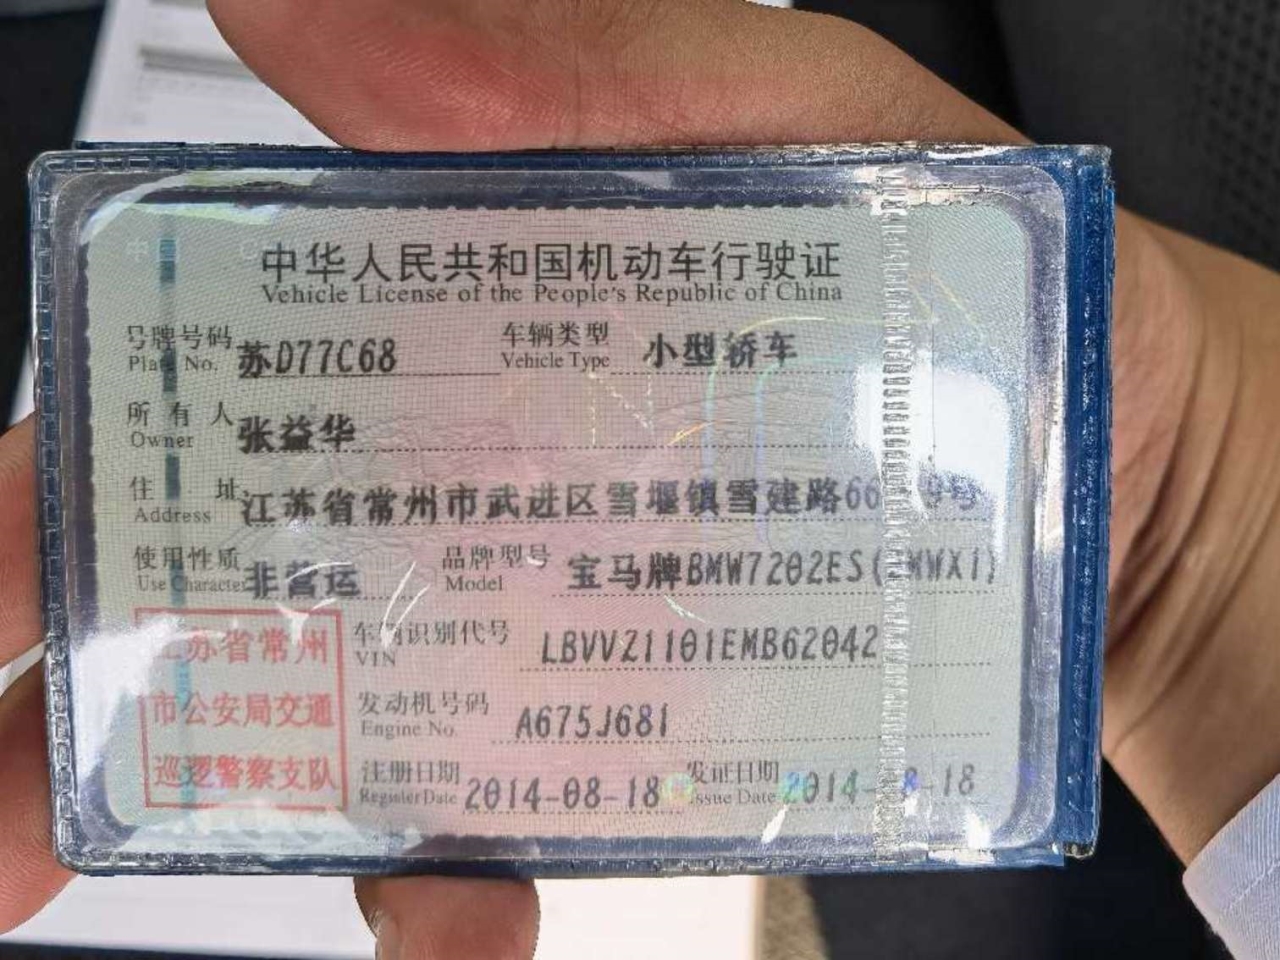 中华人民共和国机动车行驶证
Vehicle License of the People's Republic of China
号牌号码 苏D77C68 车辆类型 小型轿车
Plate No. Vehicle Type
所有人 张益华
Owner
住址 江苏省常州市武进区雪堰镇雪建路66 号
Address
使用性质 非营运 品牌型号 宝马牌BMW7202ES( MWX1)
Use Character Model
江苏省常州
市公安局交通
巡逻警察支队
车辆识别代号 LBVVZ1101EMB62042
VIN
发动机号码 A675J681
Engine No.
注册日期 2014-08-18 发证日期 2014- 8-18
Register Date Issue Date